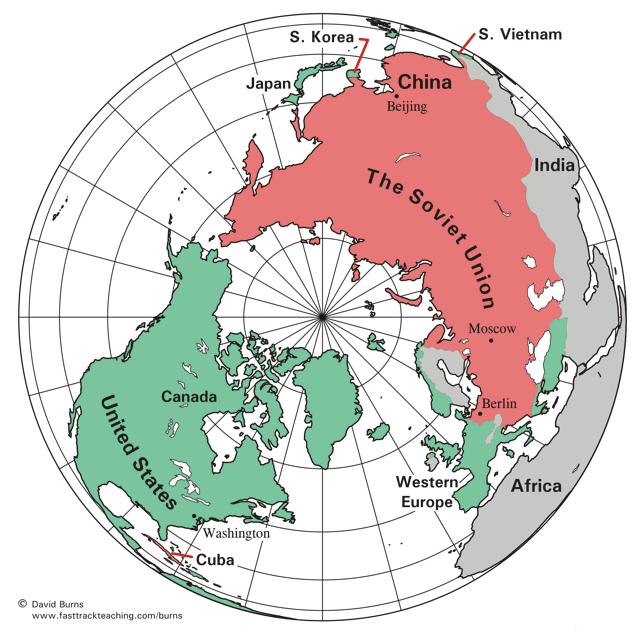 S. Korea
S. Vietnam
Japan
China
Beijing
India
The Soviet Union
Moscow
Canada
Berlin
United States
Western
Europe
Africa
Washington
Cuba
© David Burns
www.fasttrackteaching.com/burns